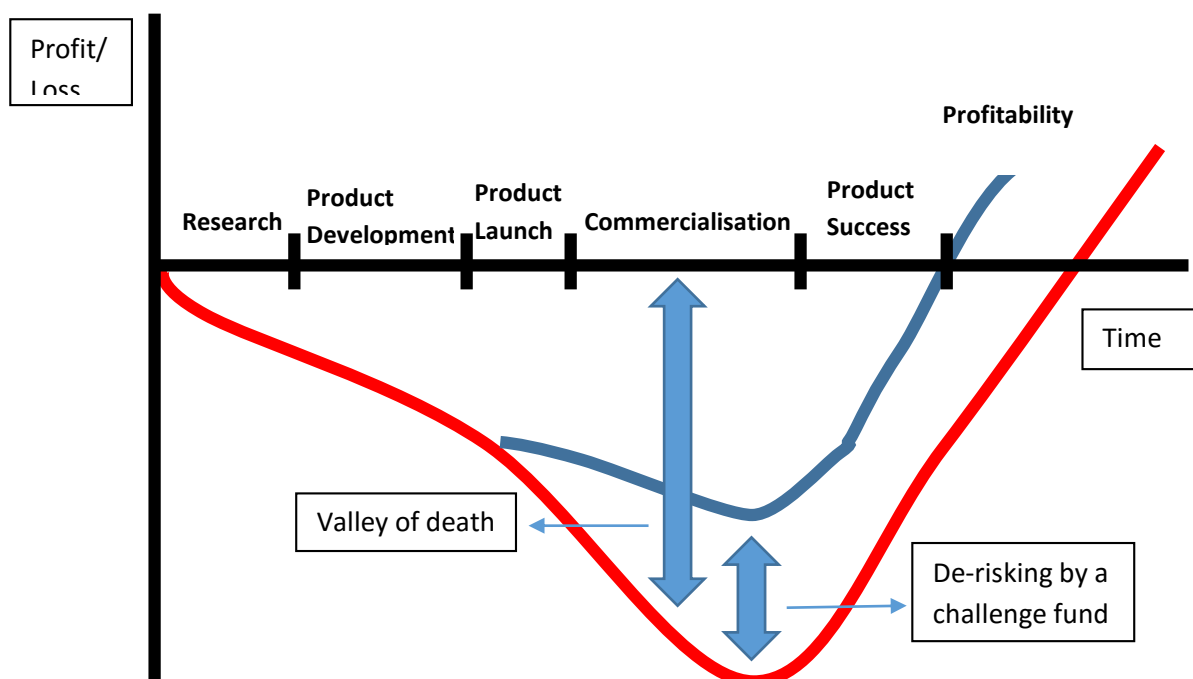 Profit/
Loss
Profitability
Research
Product
Development
Product
Launch
Commercialisation
Product
Success
Time
Valley of death
De-risking by a
challenge fund